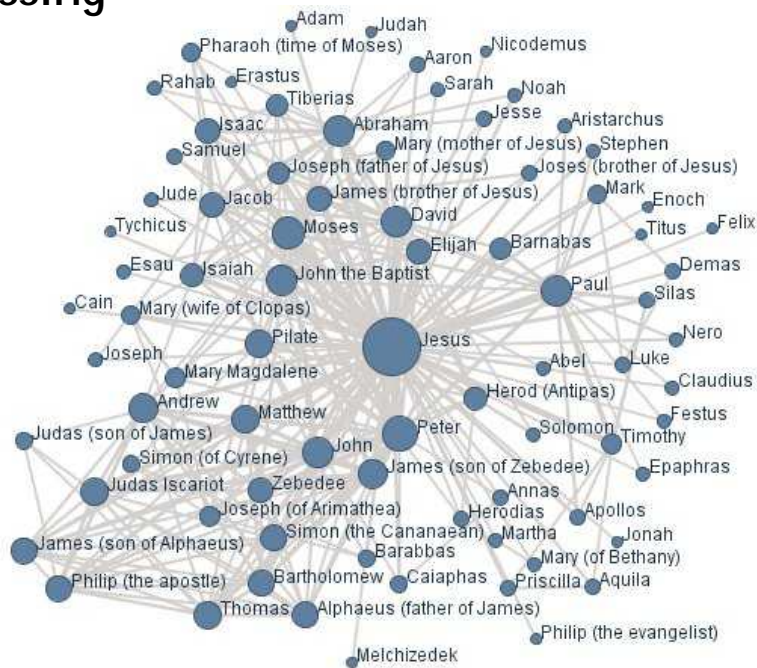 Adam
Judah
Pharaoh (time of Moses)
Nicodemus
Aaron
Rahab
Erastus
Sarah
Noah
Tiberias
Jesse
Isaac
Abraham
Aristarchus
Mary (mother of Jesus)
Stephen
Samuel
Joseph (father of Jesus)
Joses (brother of Jesus)
Jude
Jacob
James (brother of Jesus)
Mark
Enoch
David
Tychicus
Moses
Titus
Felix
Elijah
Barnabas
Esau
Isaiah
John the Baptist
Demas
Paul
Silas
Cain
Mary (wife of Clopas)
Pilate
Jesus
Nero
Joseph
Abel
Luke
Mary Magdalene
Claudius
Herod (Antipas)
Andrew
Matthew
Festus
Judas (son of James)
Peter
Solomon
Timothy
John
Simon (of Cyrene)
James (son of Zebedee)
Epaphras
Judas Iscariot
Zebedee
Annas
Joseph (of Arimathea)
Herodias
Apollos
Simon (the Cananaean)
Martha
Jonah
James (son of Alphaeus)
Barabbas
Mary (of Bethany)
Philip (the apostle)
Bartholomew
Caiaphas
Priscilla
Aquila
Thomas
Alphaeus (father of James)
Philip (the evangelist)
Melchizedek